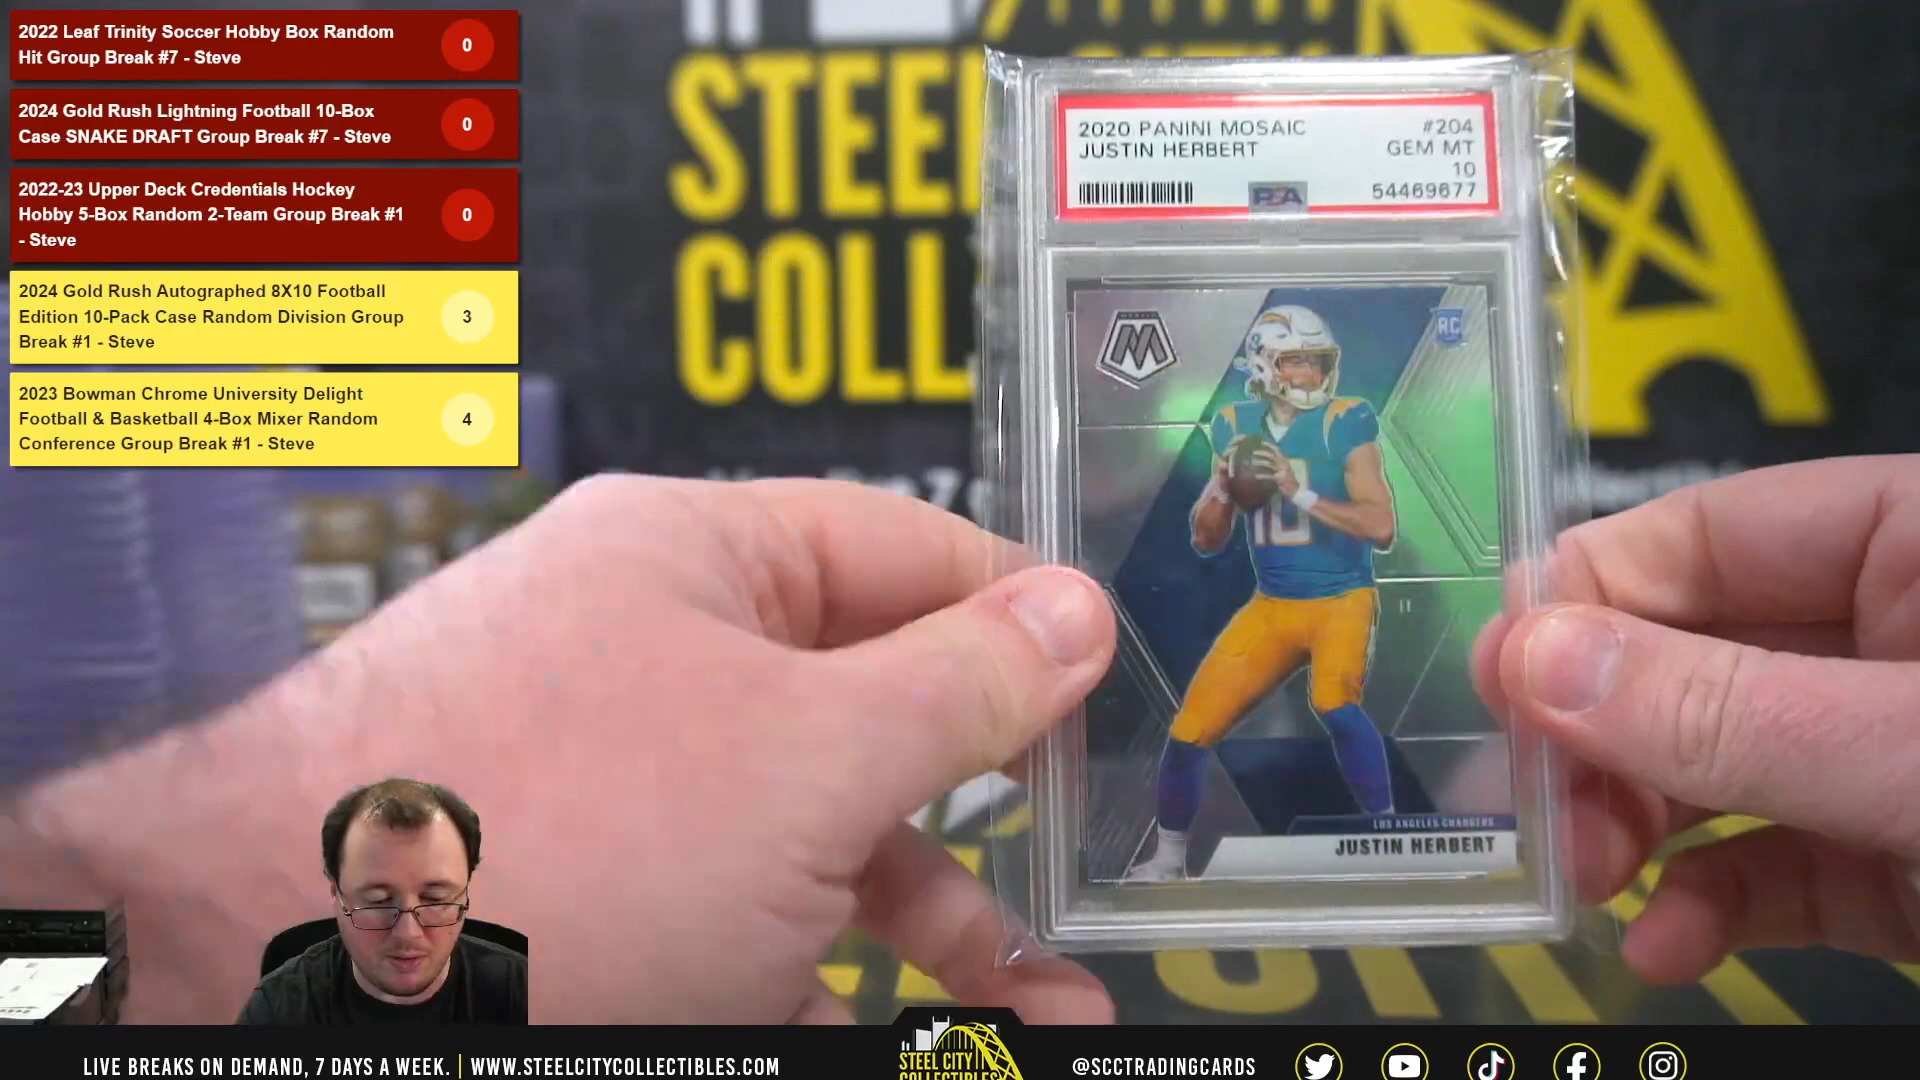 2022 Leaf Trinity Soccer Hobby Box Random
Hit Group Break #7 - Steve
0
2024 Gold Rush Lightning Football 10-Box
Case SNAKE DRAFT Group Break #7 - Steve
0
2022-23 Upper Deck Credentials Hockey
Hobby 5-Box Random 2-Team Group Break #1
- Steve
0
2024 Gold Rush Autographed 8X10 Football
Edition 10-Pack Case Random Division Group
Break #1 - Steve
3
2023 Bowman Chrome University Delight
Football & Basketball 4-Box Mixer Random
Conference Group Break #1 - Steve
4
STEEL
COLL
2020 PANINI MOSAIC #204
JUSTIN HERBERT GEM MT
10
PSA 54469677
MOSAIC
M
RC
10
LOS ANGELES CHARGERS
JUSTIN HERBERT
LIVE BREAKS ON DEMAND, 7 DAYS A WEEK. | WWW.STEELCITYCOLLECTIBLES.COM
STEEL CITY
COLLECTIBLES
@SCCTRADINGCARDS